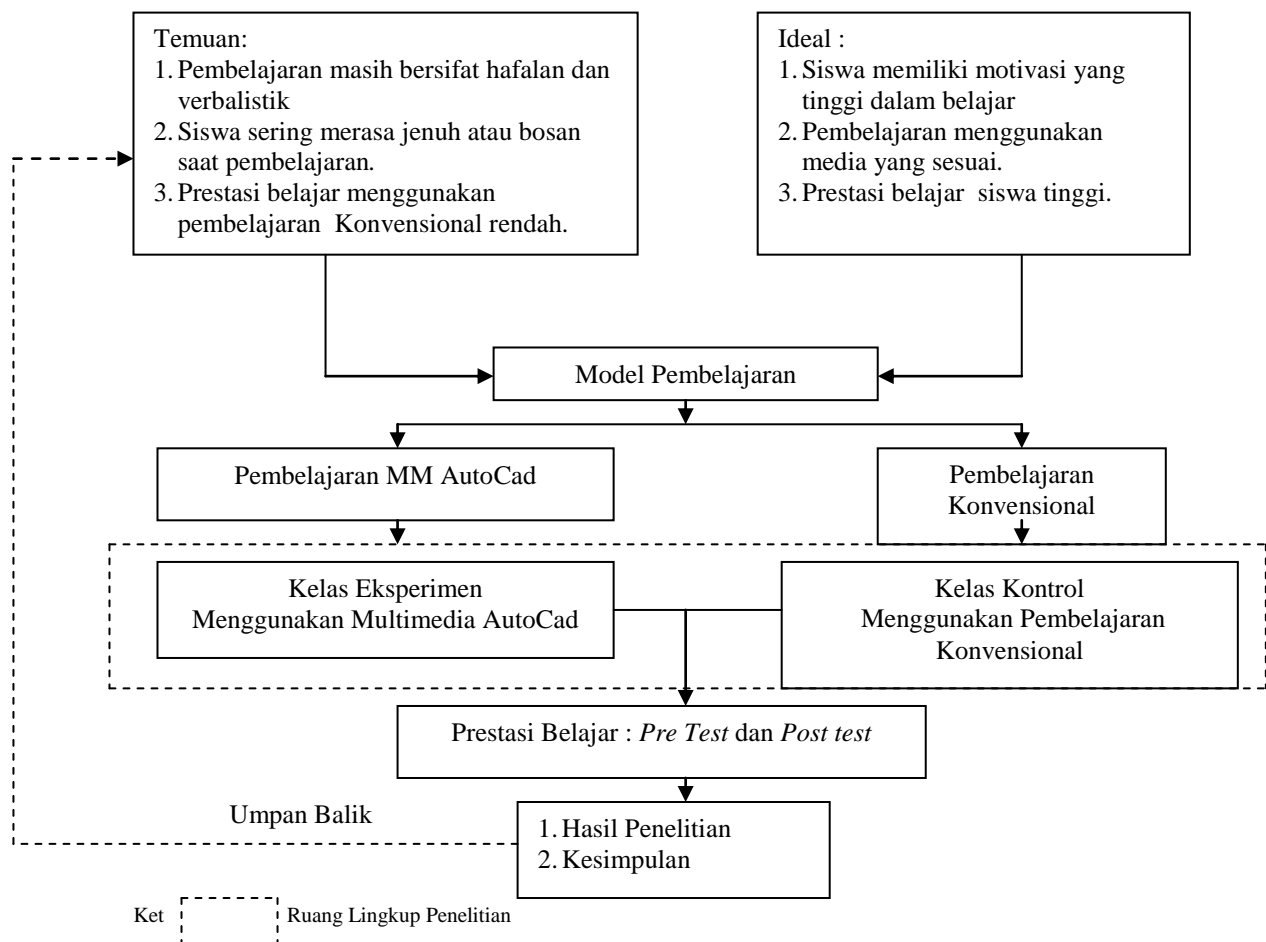 Temuan:
1. Pembelajaran masih bersifat hafalan dan
verbalistik
2. Siswa sering merasa jenuh atau bosan
saat pembelajaran.
3. Prestasi belajar menggunakan
pembelajaran Konvensional rendah.
Ideal :
1. Siswa memiliki motivasi yang
tinggi dalam belajar
2. Pembelajaran menggunakan
media yang sesuai.
3. Prestasi belajar siswa tinggi.
Model Pembelajaran
Pembelajaran MM AutoCad
Pembelajaran
Konvensional
Kelas Eksperimen
Menggunakan Multimedia AutoCad
Kelas Kontrol
Menggunakan Pembelajaran
Konvensional
Prestasi Belajar : Pre Test dan Post test
Umpan Balik
1. Hasil Penelitian
2. Kesimpulan
Ket
Ruang Lingkup Penelitian